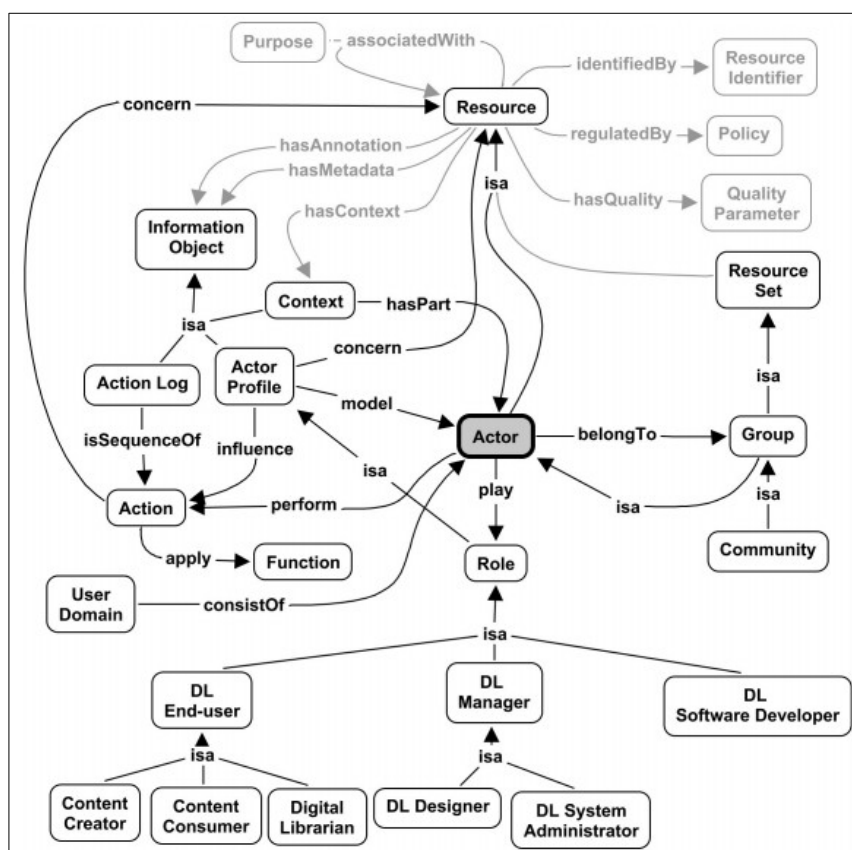 Purpose
associatedWith
identifiedBy
Resource
Identifier
concern
Resource
hasAnnotation
regulatedBy
Policy
hasMetadata
isa
hasContext
hasQuality
Quality
Parameter
Information
Object
Resource
Set
Context
hasPart
isa
concern
Action Log
Actor
Profile
isa
model
isSequenceOf
influence
Actor
belongTo
Group
isa
play
isa
isa
Action
perform
apply
Function
Role
Community
User
Domain
consistOf
isa
DL
End-user
DL
Manager
DL
Software Developer
isa
isa
Content
Creator
Content
Consumer
Digital
Librarian
DL Designer
DL System
Administrator